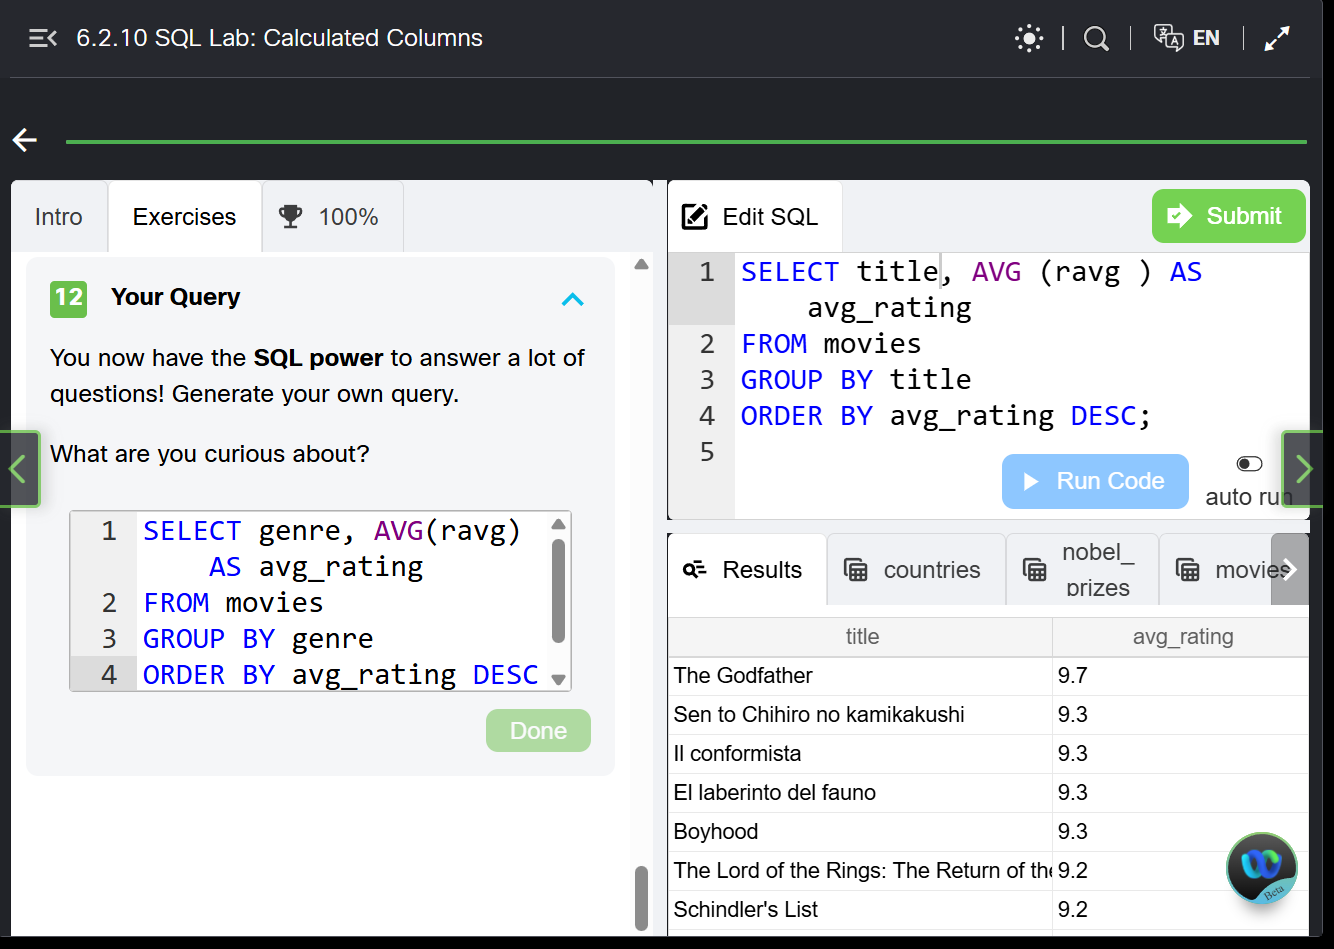 6.2.10 SQL Lab: Calculated Columns
EN
Intro
Exercises
100%
12 Your Query
You now have the SQL power to answer a lot of
questions! Generate your own query.
What are you curious about?
1 SELECT genre, AVG(ravg)
AS avg_rating
2 FROM movies
3 GROUP BY genre
4 ORDER BY avg_rating DESC
Done
Edit SQL
Submit
1 SELECT title, AVG (ravg ) AS
avg_rating
2 FROM movies
3 GROUP BY title
4 ORDER BY avg_rating DESC;
5
Run Code
auto run
Results
countries
nobel_
prizes
movies
title avg_rating
The Godfather 9.7
Sen to Chihiro no kamikakushi 9.3
Il conformista 9.3
El laberinto del fauno 9.3
Boyhood 9.3
The Lord of the Rings: The Return of the 9.2
Schindler's List 9.2
Beta